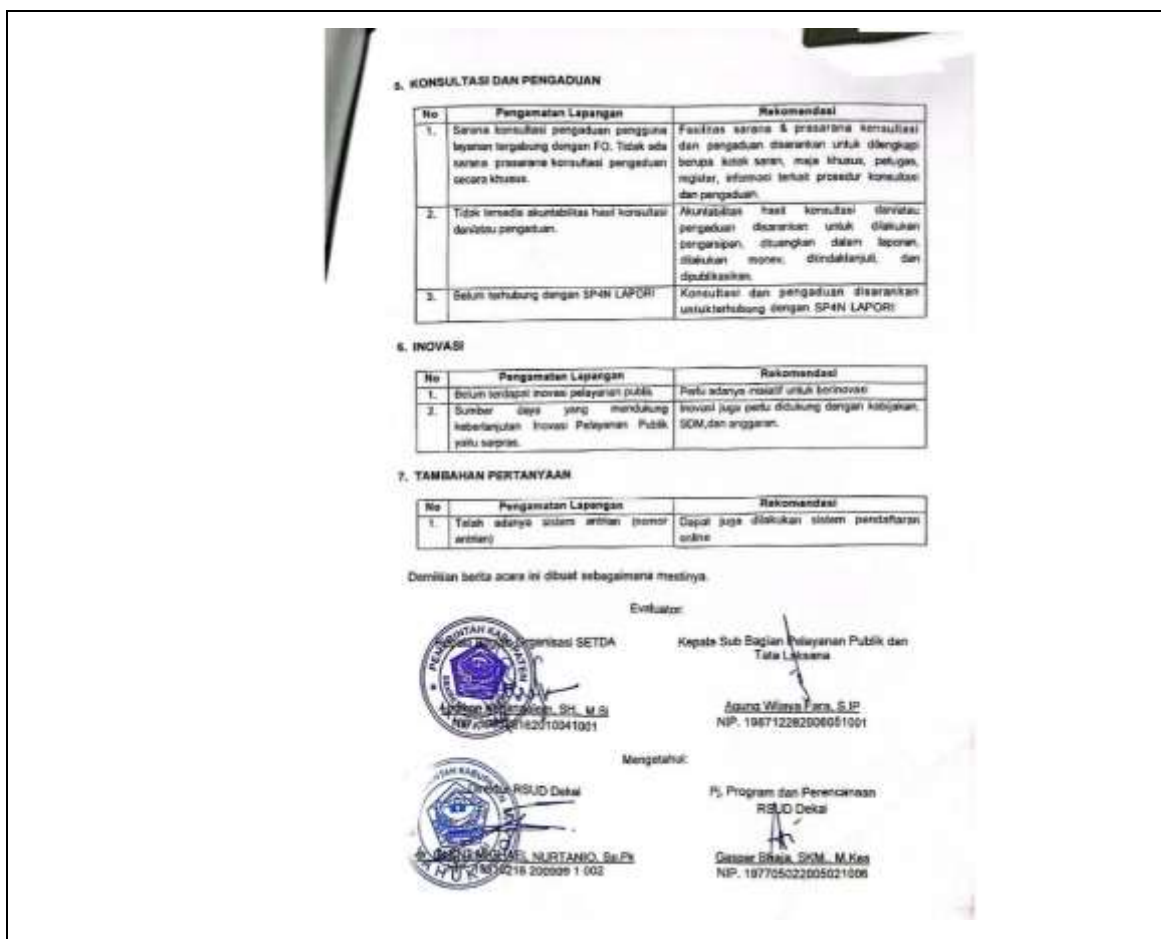 5. KONSULTASI DAN PENGADUAN
No Pengamatan Lapangan Rekomendasi
1. Sarana konsultasi pengaduan pengguna layanan tergabung dengan FO. Tidak ada sarana prasarana konsultasi pengaduan secara khusus.
Fasilitas sarana & prasarana konsultasi dan pengaduan disarankan untuk dilengkapi berupa kotak saran, meja khusus, petugas, register, informasi terkait prosedur konsultasi dan pengaduan.
2. Tidak tersedia akuntabilitas hasil konsultasi dan/atau pengaduan.
Akuntabilitas hasil konsultasi dan/atau pengaduan disarankan untuk dilakukan pengarsipan, dituangkan dalam laporan, dilakukan monev, ditindaklanjuti, dan dipublikasikan.
3. Belum terhubung dengan SP4N LAPOR!
Konsultasi dan pengaduan disarankan untukterhubung dengan SP4N LAPOR!
6. INOVASI
No Pengamatan Lapangan Rekomendasi
1. Belum terdapat inovasi pelayanan publik
Perlu adanya inisiatif untuk berinovasi
2. Sumber daya yang mendukung keberlanjutan Inovasi Pelayanan Publik yaitu sarpras.
Inovasi juga perlu didukung dengan kebijakan, SDM,dan anggaran.
7. TAMBAHAN PERTANYAAN
No Pengamatan Lapangan Rekomendasi
1. Telah adanya sistem antrian (nomor antrian)
Dapat juga dilakukan sistem pendaftaran online
Demikian berita acara ini dibuat sebagaimana mestinya.
Evaluator:
Organisasi SETDA
Kepala Sub Bagian Pelayanan Publik dan
Tata Laksana
PEMERINTAH KABUPATEN
SH., M.Si
Agung Wijaya Fara, S.IP
NIP. 198712282006051001
Mengetahui:
Direktur RSUD Dekai
Pj. Program dan Perencanaan
RSUD Dekai
NURTANIO, Sp.Pk
Gasper Bhaja, SKM., M.Kes
NIP. 197705022005021006